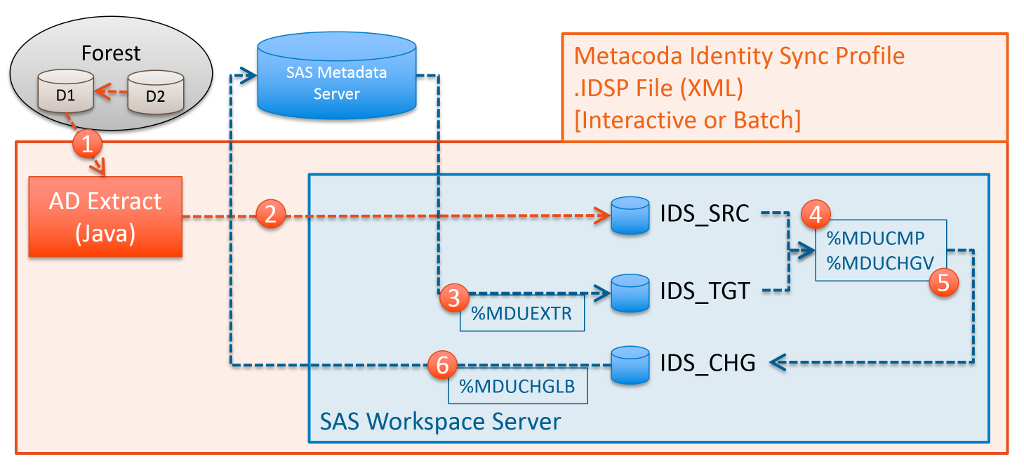 Forest
D1
D2
SAS Metadata
Server
Metacoda Identity Sync Profile
.IDSP File (XML)
[Interactive or Batch]
1
AD Extract
(Java)
2
IDS_SRC
4
%MDUCMP
%MDUCHGV
5
3
%MDUEXTR
IDS_TGT
6
%MDUCHGLB
IDS_CHG
SAS Workspace Server